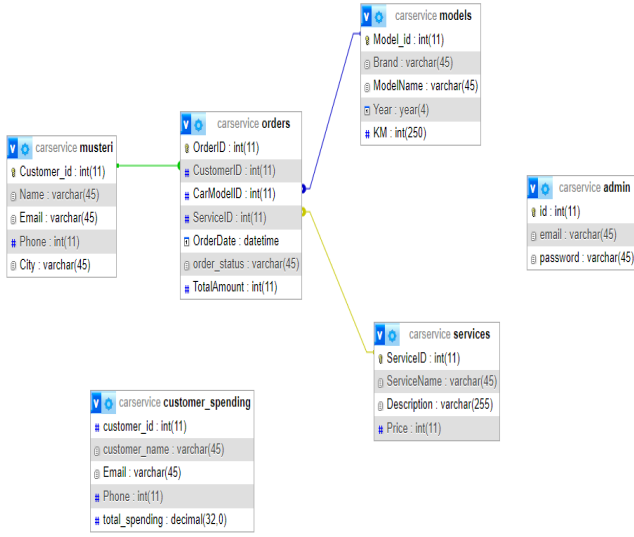 carservice models
Model_id : int(11)
Brand : varchar(45)
ModelName : varchar(45)
Year : year(4)
KM : int(250)
carservice orders
OrderID : int(11)
CustomerID : int(11)
CarModelID : int(11)
ServiceID : int(11)
OrderDate : datetime
order_status : varchar(45)
TotalAmount : int(11)
carservice musteri
Customer_id : int(11)
Name : varchar(45)
Email : varchar(45)
Phone : int(11)
City : varchar(45)
carservice admin
id : int(11)
email : varchar(45)
password : varchar(45)
carservice services
ServiceID : int(11)
ServiceName : varchar(45)
Description : varchar(255)
Price : int(11)
carservice customer_spending
customer_id : int(11)
customer_name : varchar(45)
Email : varchar(45)
Phone : int(11)
total_spending : decimal(32,0)